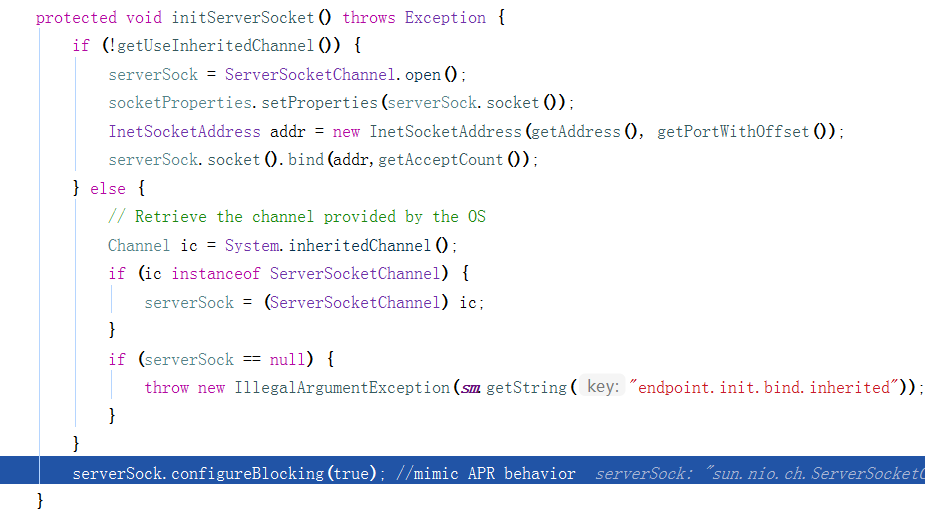 protected void initServerSocket() throws Exception {
if (!getUseInheritedChannel()) {
serverSock = ServerSocketChannel.open();
socketProperties.setProperties(serverSock.socket());
InetSocketAddress addr = new InetSocketAddress(getAddress(), getPortWithOffset());
serverSock.socket().bind(addr,getAcceptCount());
} else {
// Retrieve the channel provided by the OS
Channel ic = System.inheritedChannel();
if (ic instanceof ServerSocketChannel) {
serverSock = (ServerSocketChannel) ic;
}
if (serverSock == null) {
throw new IllegalArgumentException(sm.getString( key: "endpoint.init.bind.inherited"));
}
}
serverSock.configureBlocking(true); //mimic APR behavior serverSock: "sun.nio.ch.ServerSocketC
}